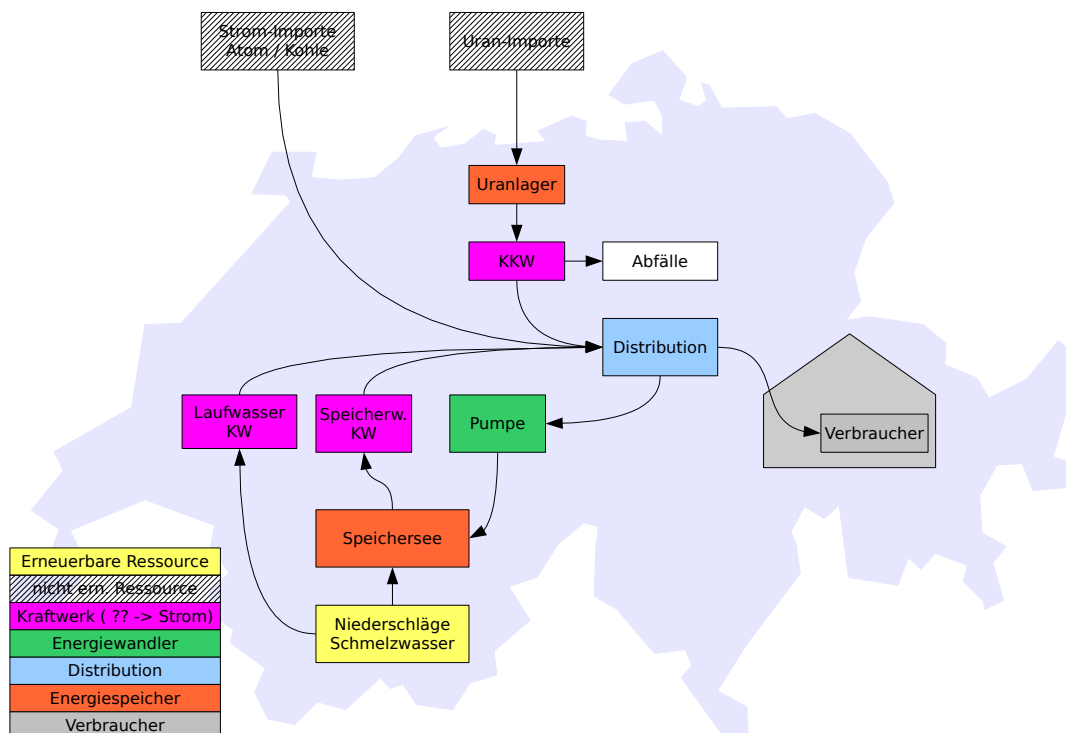 Strom-Importe
Atom / Kohle
Uran-Importe
Uranlager
KKW
Abfälle
Distribution
Laufwasser
KW
Speicherw.
KW
Pumpe
Verbraucher
Speichersee
Niederschläge
Schmelzwasser
Erneuerbare Ressource
nicht ern. Ressource
Kraftwerk ( ?? -> Strom)
Energiewandler
Distribution
Energiespeicher
Verbraucher